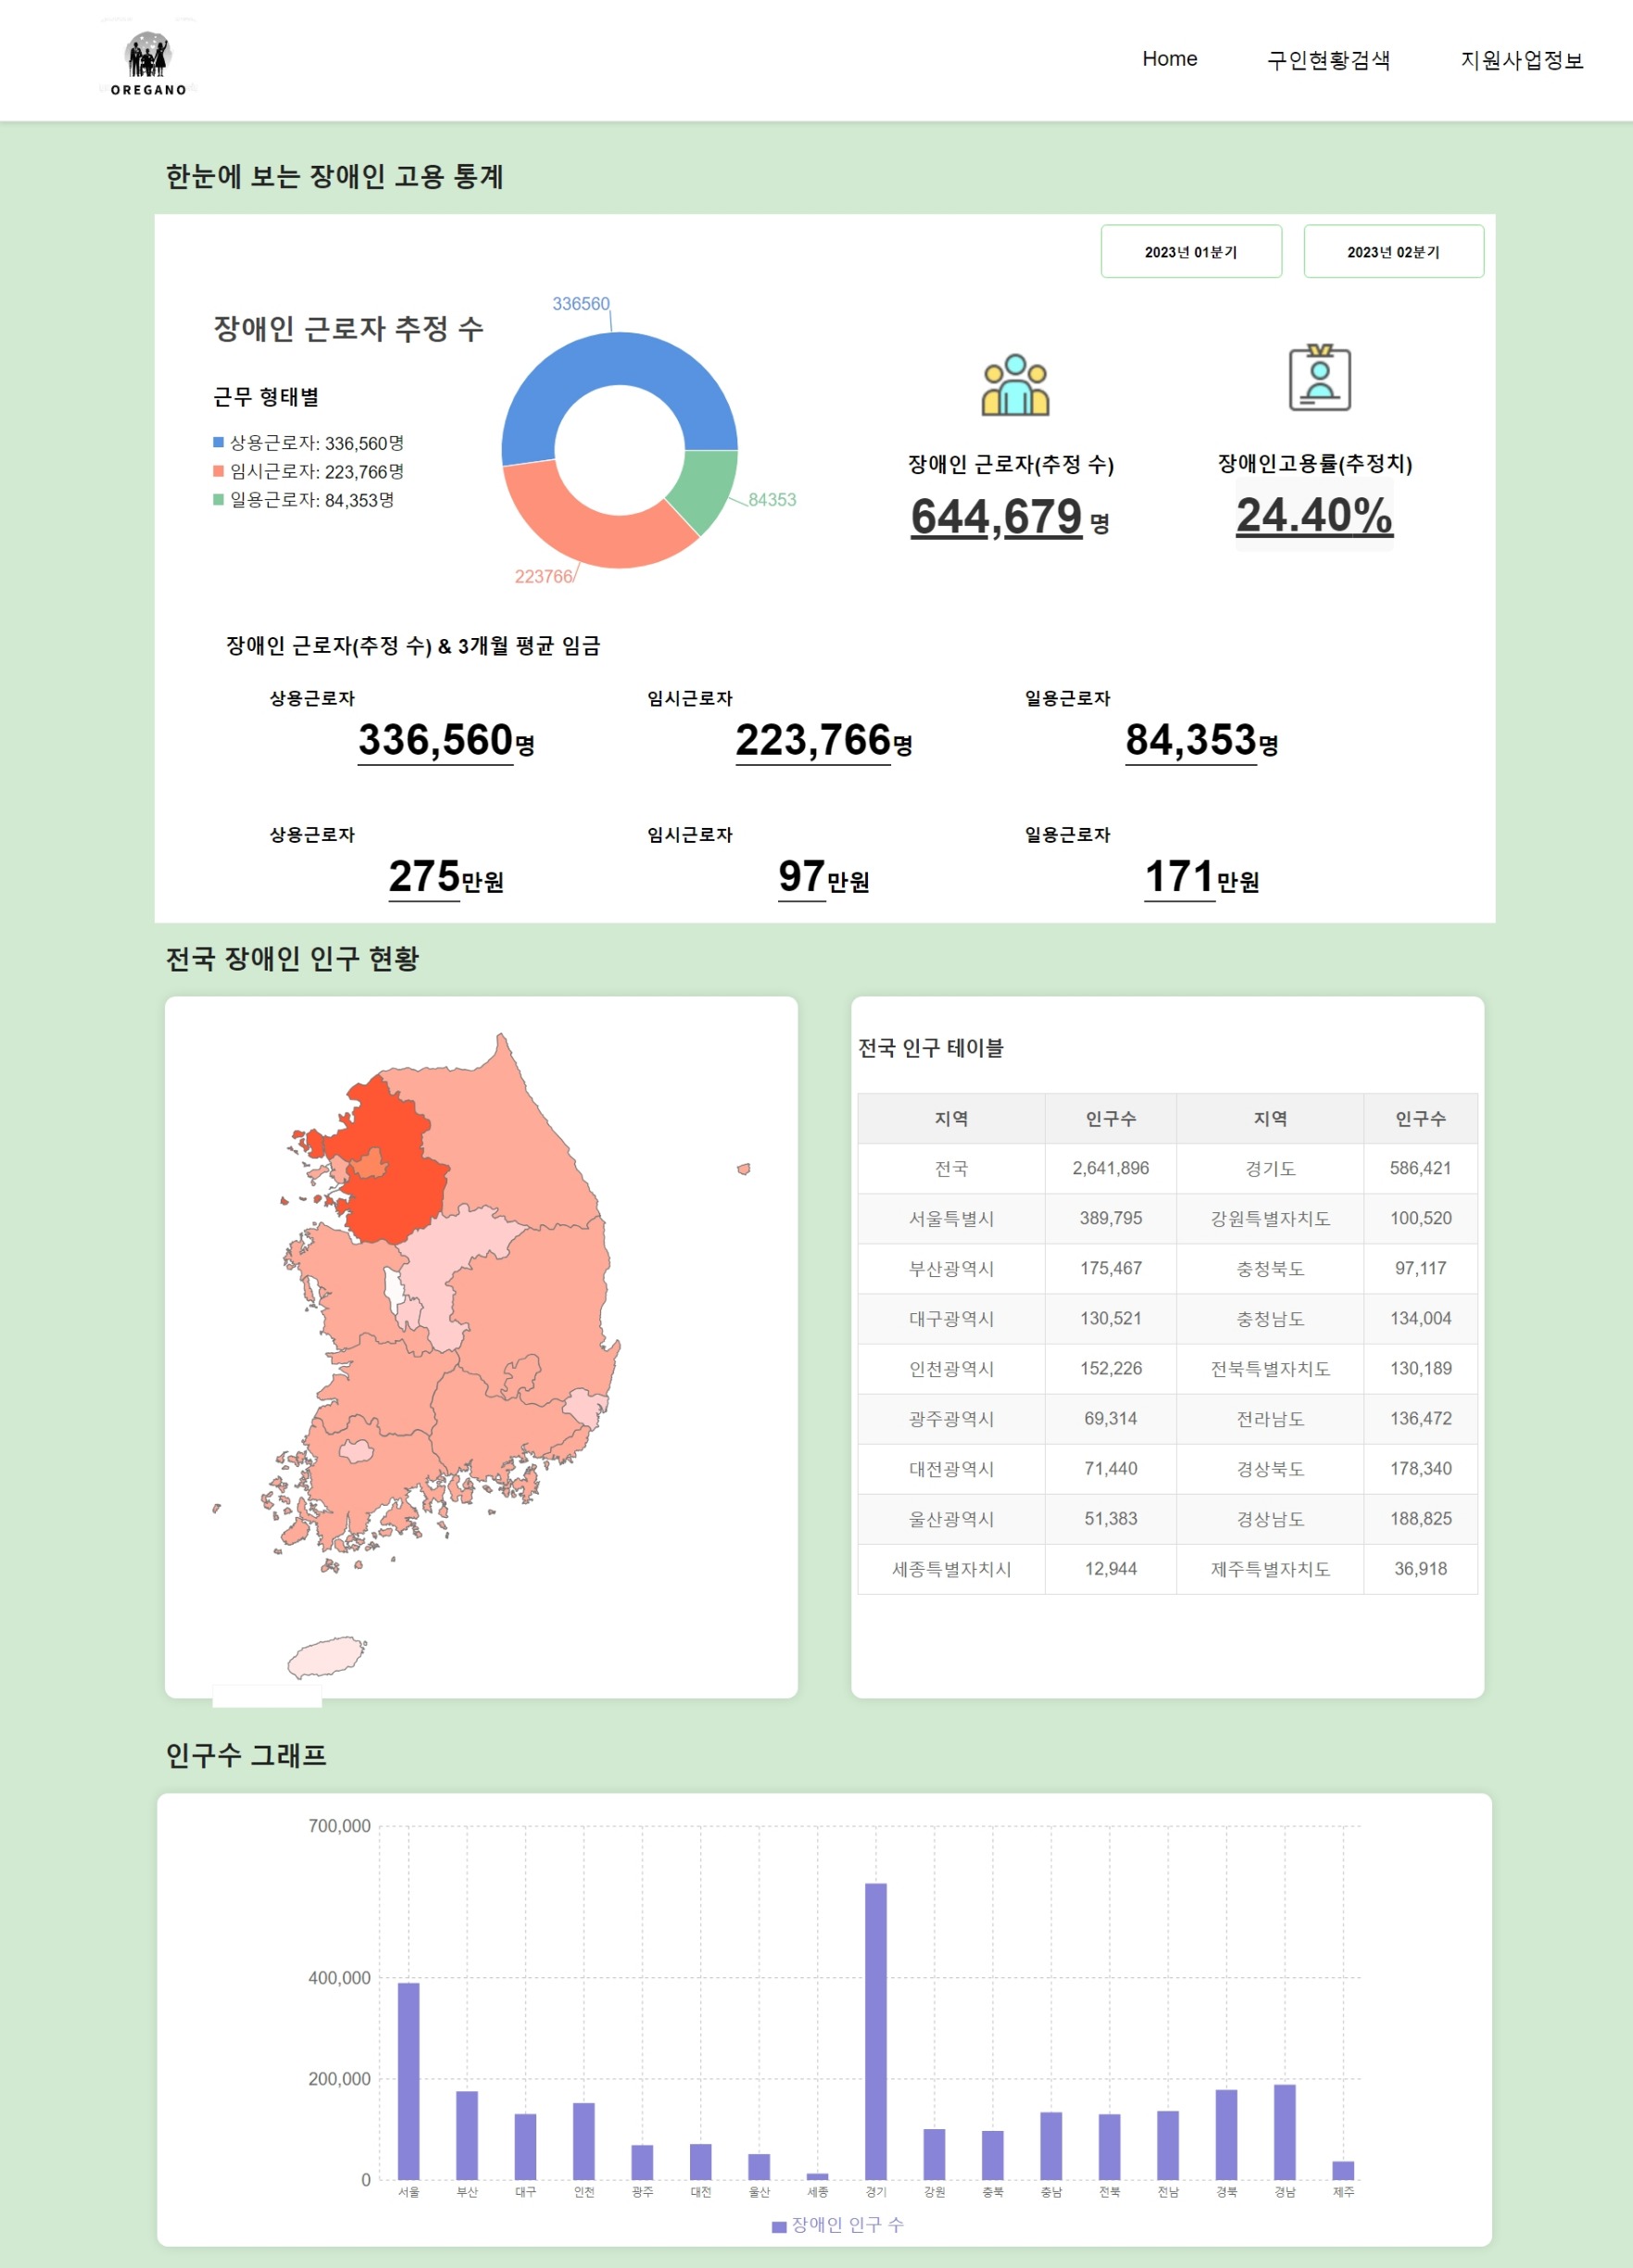 OREGANO
Home 구인현황검색 지원사업정보
한눈에 보는 장애인 고용 통계
2023년 01분기 2023년 02분기
장애인 근로자 추정 수
근무 형태별
상용근로자: 336,560명
임시근로자: 223,766명
일용근로자: 84,353명
336560
84353
223766
장애인 근로자(추정 수)
644,679 명
장애인고용률(추정치)
24.40%
장애인 근로자(추정 수) & 3개월 평균 임금
상용근로자 임시근로자 일용근로자
336,560명 223,766명 84,353명
상용근로자 임시근로자 일용근로자
275만원 97만원 171만원
전국 장애인 인구 현황
전국 인구 테이블
지역 인구수 지역 인구수
전국 2,641,896 경기도 586,421
서울특별시 389,795 강원특별자치도 100,520
부산광역시 175,467 충청북도 97,117
대구광역시 130,521 충청남도 134,004
인천광역시 152,226 전북특별자치도 130,189
광주광역시 69,314 전라남도 136,472
대전광역시 71,440 경상북도 178,340
울산광역시 51,383 경상남도 188,825
세종특별자치시 12,944 제주특별자치도 36,918
인구수 그래프
700,000
400,000
200,000
0
서울 부산 대구 인천 광주 대전 울산 세종 경기 강원 충북 충남 전북 전남 경북 경남 제주
장애인 인구 수